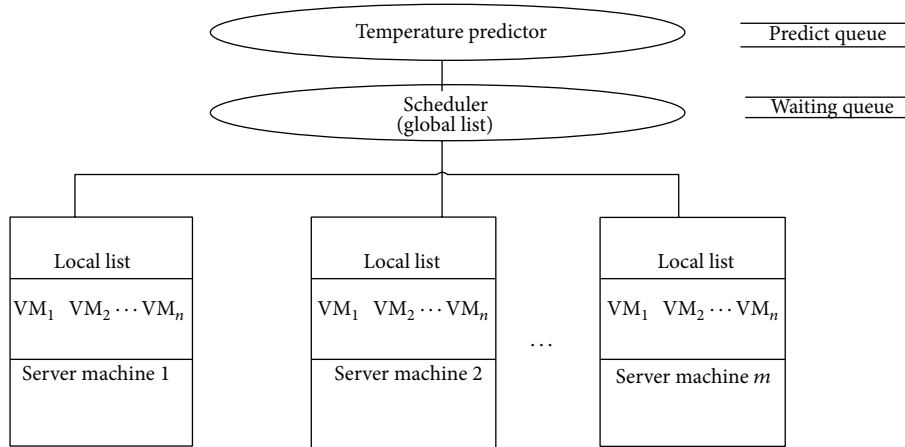 Temperature predictor
Predict queue
Scheduler
(global list)
Waiting queue
Local list
Local list
Local list
VM₁ VM₂ ··· VMₙ
VM₁ VM₂ ··· VMₙ
VM₁ VM₂ ··· VMₙ
...
Server machine 1
Server machine 2
Server machine m